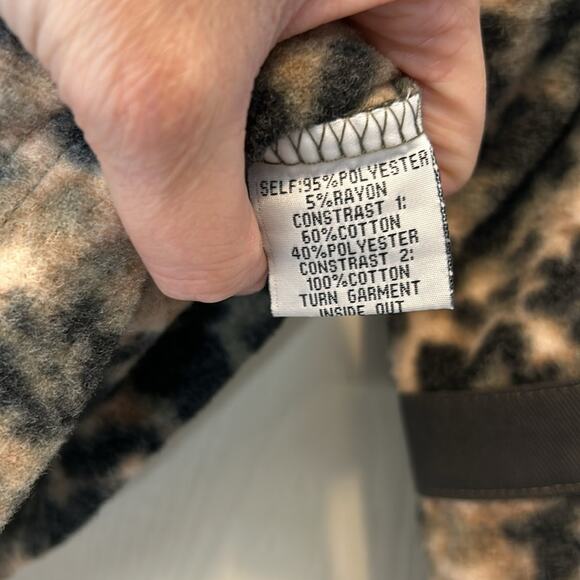 SELF:95%POLYESTER
5%RAYON
CONSTRAST 1:
60%COTTON
40%POLYESTER
CONSTRAST 2:
100%COTTON
TURN GARMENT
INSIDE OUT